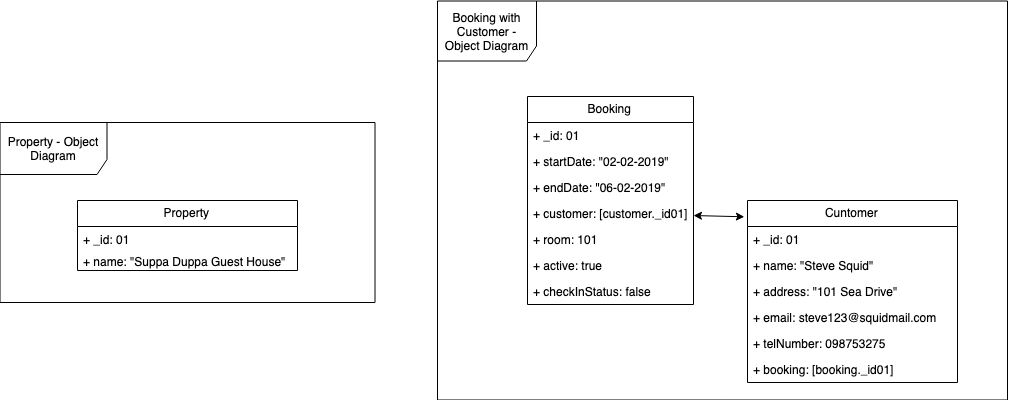 Property - Object
Diagram
Property
+ _id: 01
+ name: "Suppa Duppa Guest House"
Booking with
Customer -
Object Diagram
Booking
+ _id: 01
+ startDate: "02-02-2019"
+ endDate: "06-02-2019"
+ customer: [customer._id01]
+ room: 101
+ active: true
+ checkInStatus: false
Cuntomer
+ _id: 01
+ name: "Steve Squid"
+ address: "101 Sea Drive"
+ email: steve123@squidmail.com
+ telNumber: 098753275
+ booking: [booking._id01]